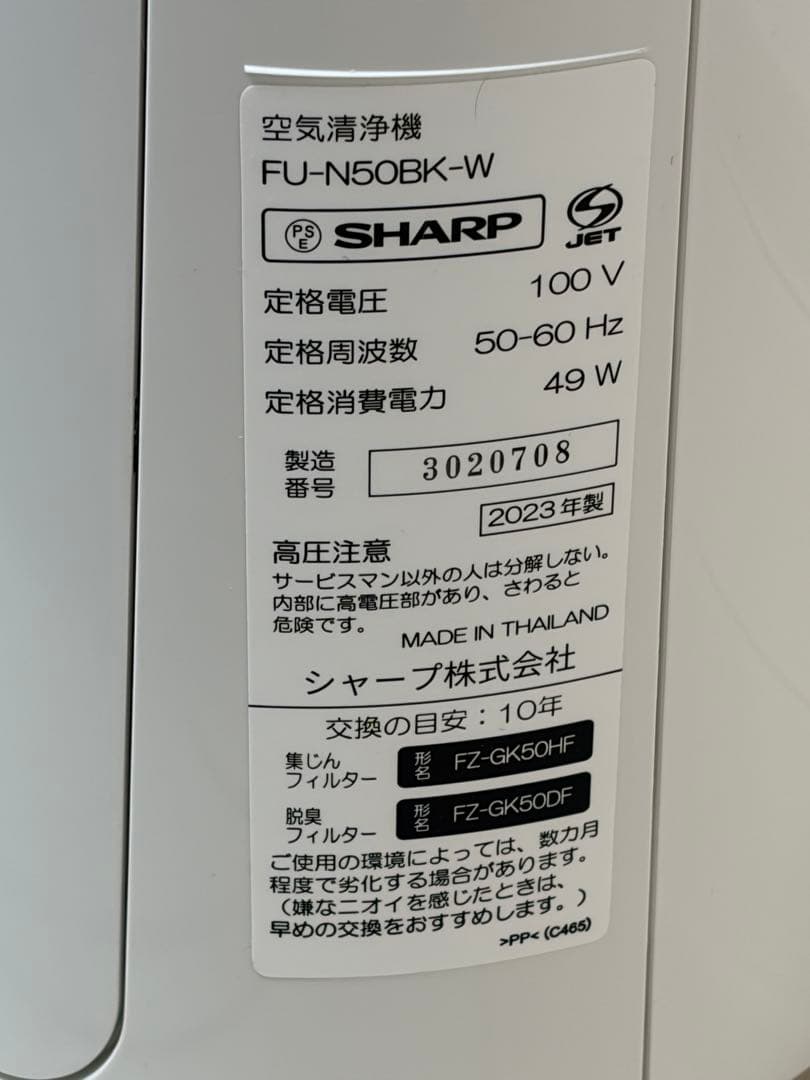 空気清浄機
FU-N50BK-W
PS E SHARP JET
定格電圧 100 V
定格周波数 50-60 Hz
定格消費電力 49 W
製造番号 3020708
2023年製
高圧注意
サービスマン以外の人は分解しない。
内部に高電圧部があり、さわると
危険です。
MADE IN THAILAND
シャープ株式会社
交換の目安：10年
集じんフィルター 形名 FZ-GK50HF
脱臭フィルター 形名 FZ-GK50DF
ご使用の環境によっては、数カ月
程度で劣化する場合があります。
（嫌なニオイを感じたときは、
早めの交換をおすすめします。）
>PP< (C465)